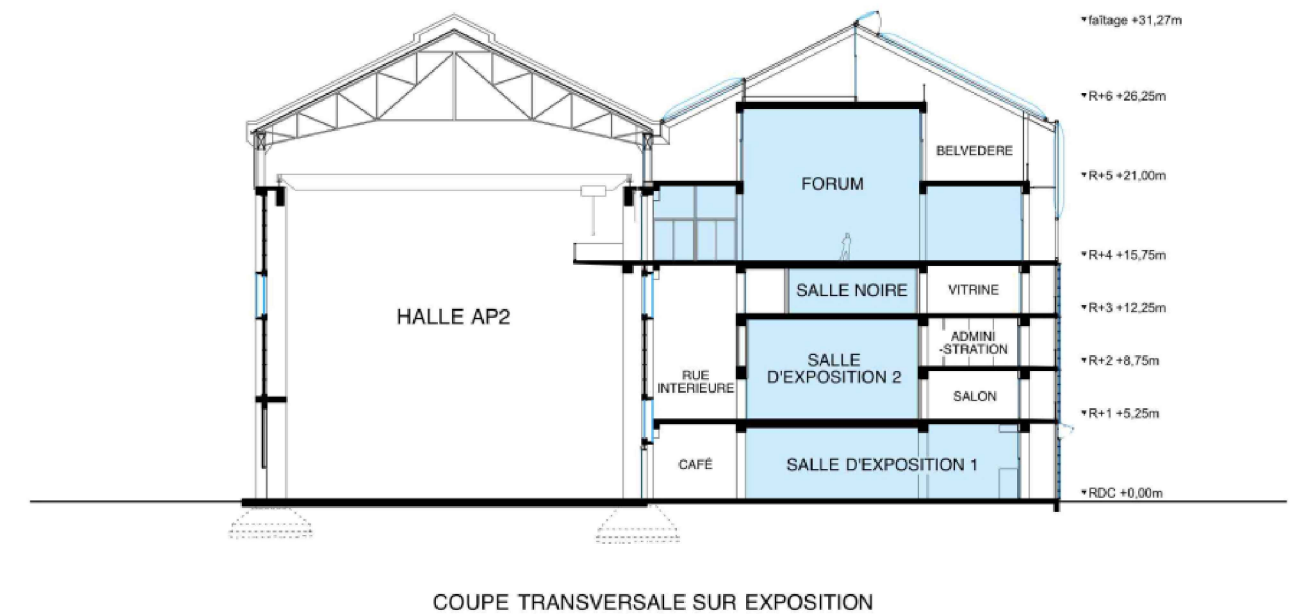 ▾faîtage +31,27m
▾R+6 +26,25m
BELVEDERE
▾R+5 +21,00m
FORUM
▾R+4 +15,75m
SALLE NOIRE
VITRINE
▾R+3 +12,25m
HALLE AP2
ADMINI
-STRATION
SALLE
D'EXPOSITION 2
▾R+2 +8,75m
RUE
INTERIEURE
SALON
▾R+1 +5,25m
CAFÉ
SALLE D'EXPOSITION 1
▾RDC +0,00m
COUPE TRANSVERSALE SUR EXPOSITION